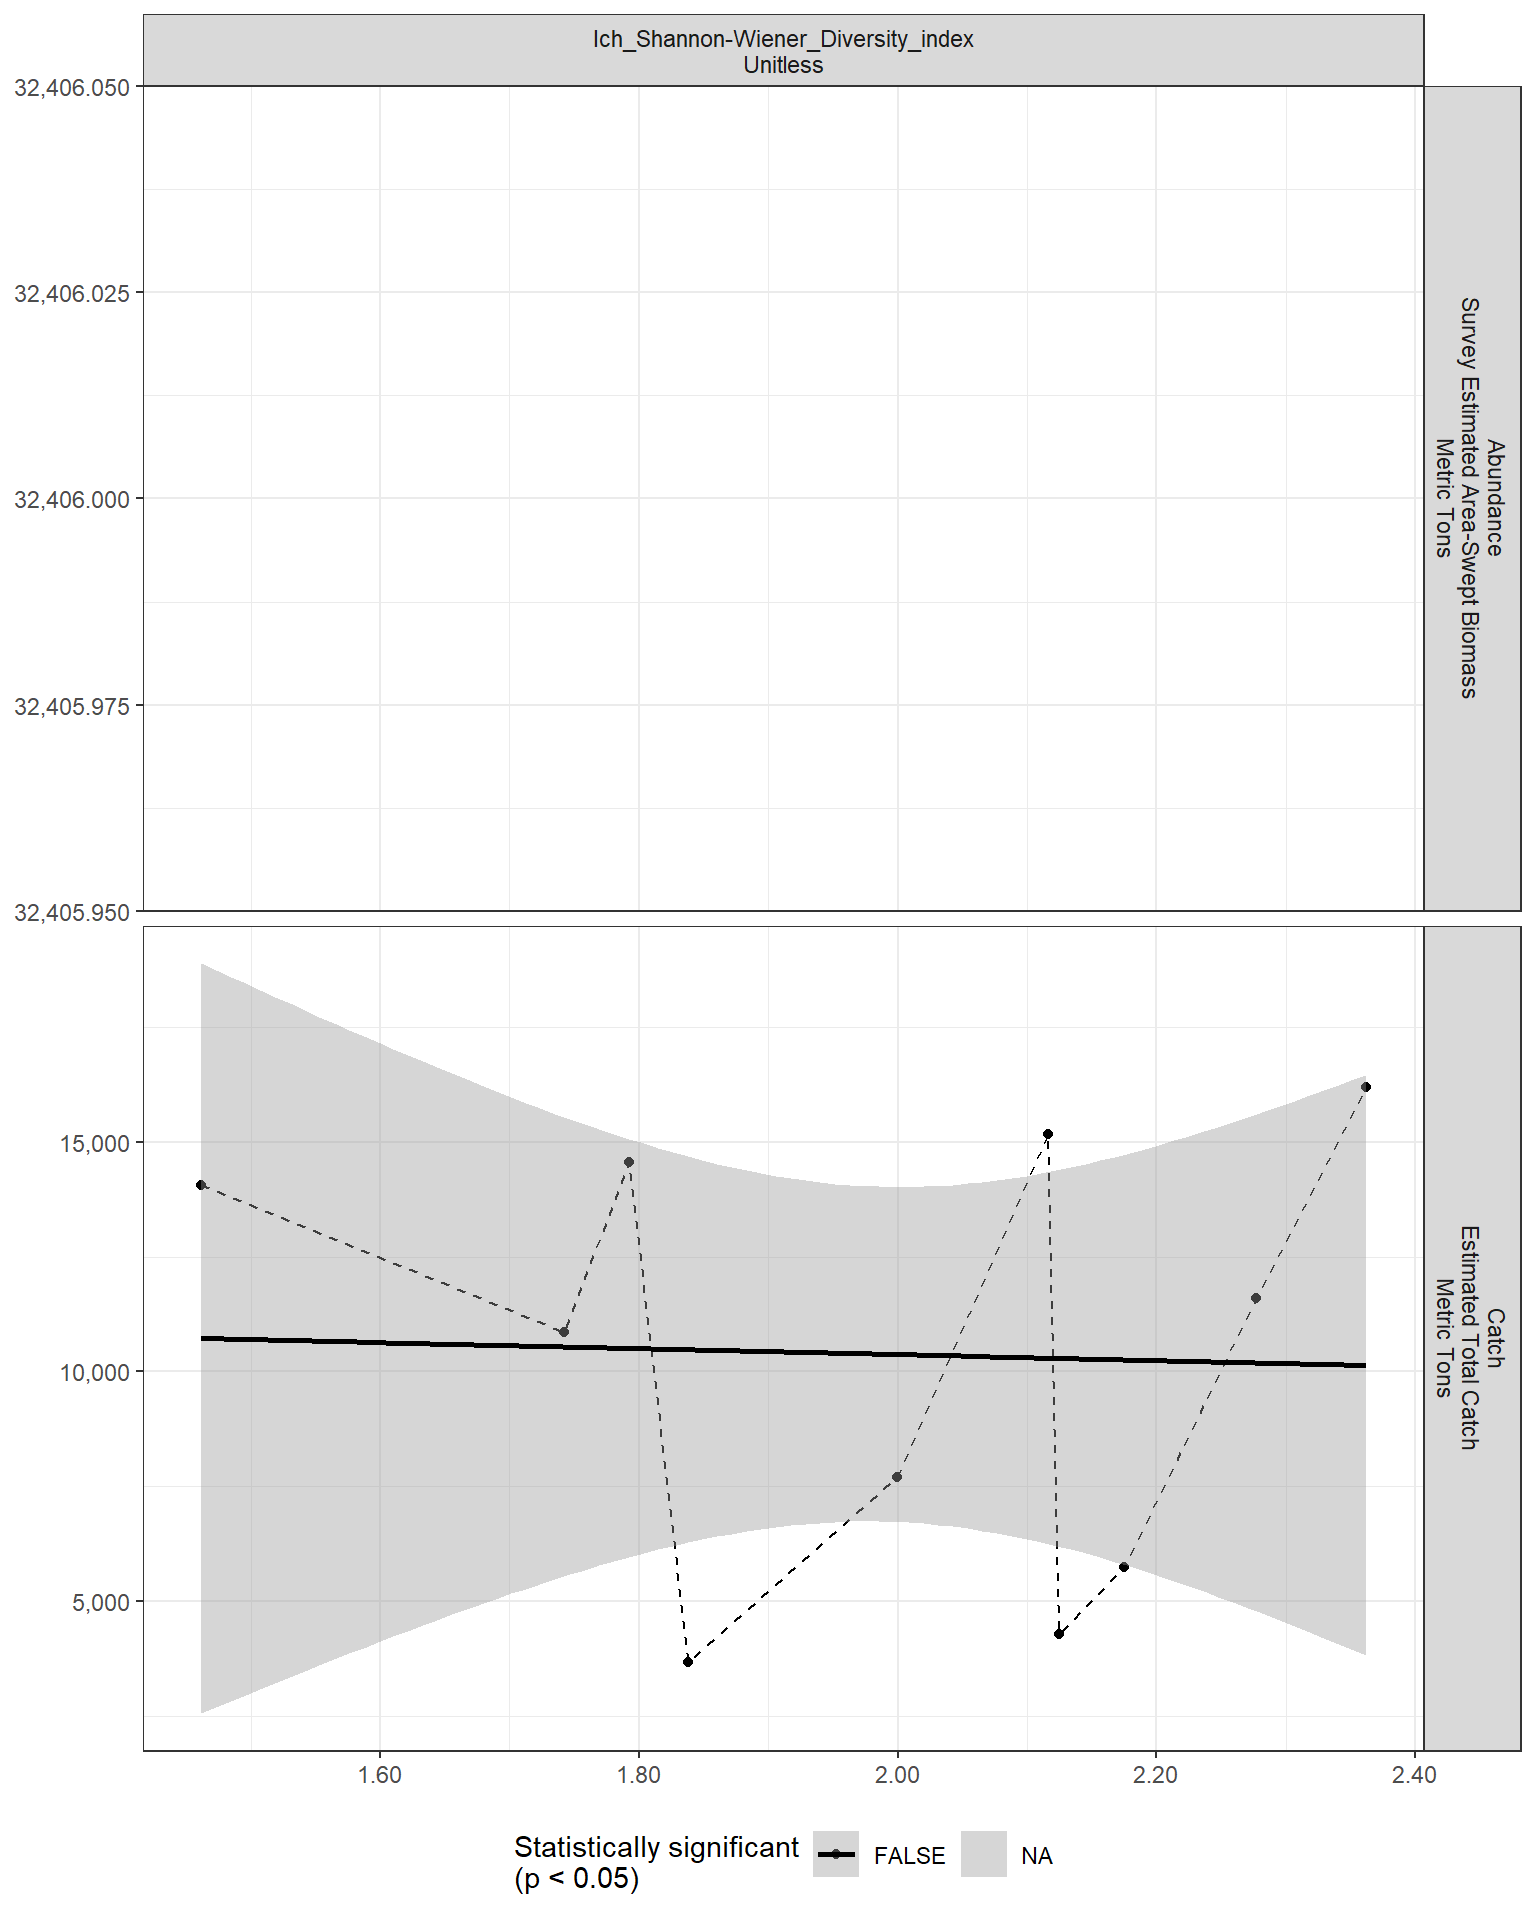 Ich_Shannon-Wiener_Diversity_index
Unitless
32,406.050
32,406.025
32,406.000
32,405.975
32,405.950
Abundance
Survey Estimated Area-Swept Biomass
Metric Tons
15,000
10,000
5,000
Catch
Estimated Total Catch
Metric Tons
1.60
1.80
2.00
2.20
2.40
Statistically significant
(p < 0.05)
FALSE
NA